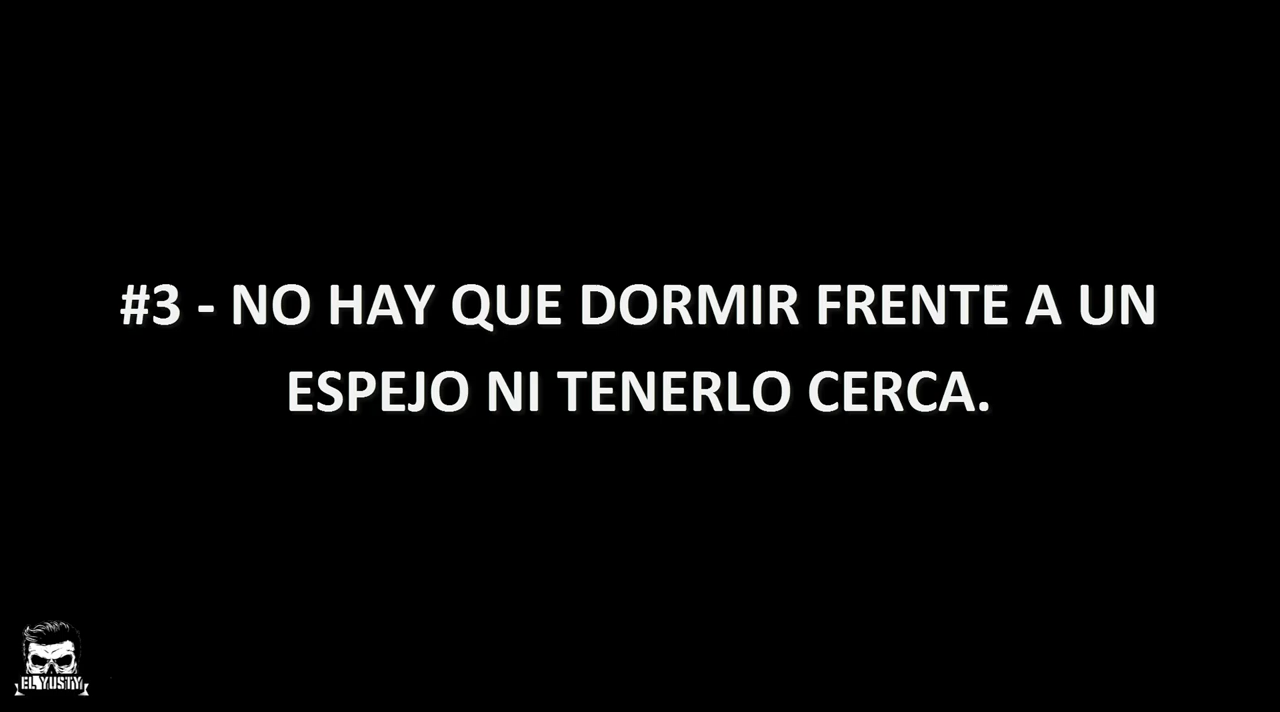 #3 - NO HAY QUE DORMIR FRENTE A UN
ESPEJO NI TENERLO CERCA.
EL YUSTY